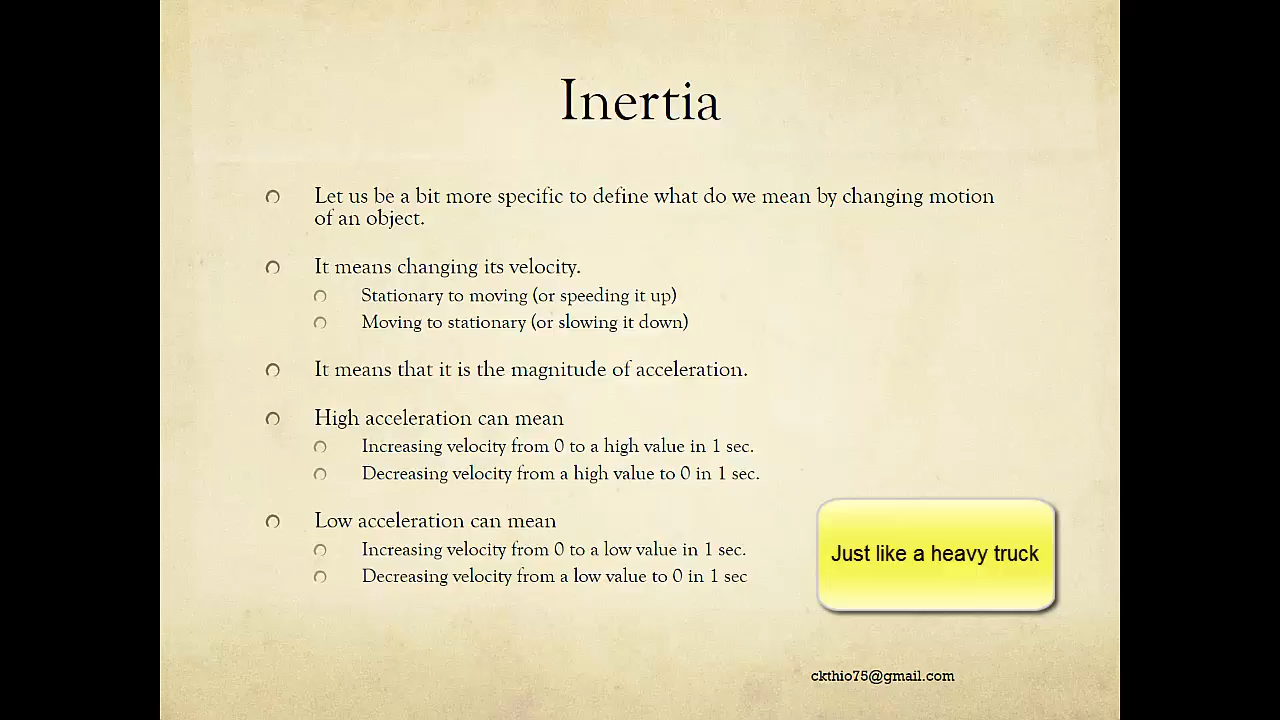 Inertia
Let us be a bit more specific to define what do we mean by changing motion
of an object.
It means changing its velocity.
Stationary to moving (or speeding it up)
Moving to stationary (or slowing it down)
It means that it is the magnitude of acceleration.
High acceleration can mean
Increasing velocity from 0 to a high value in 1 sec.
Decreasing velocity from a high value to 0 in 1 sec.
Low acceleration can mean
Increasing velocity from 0 to a low value in 1 sec.
Decreasing velocity from a low value to 0 in 1 sec
Just like a heavy truck
ckthio75@gmail.com